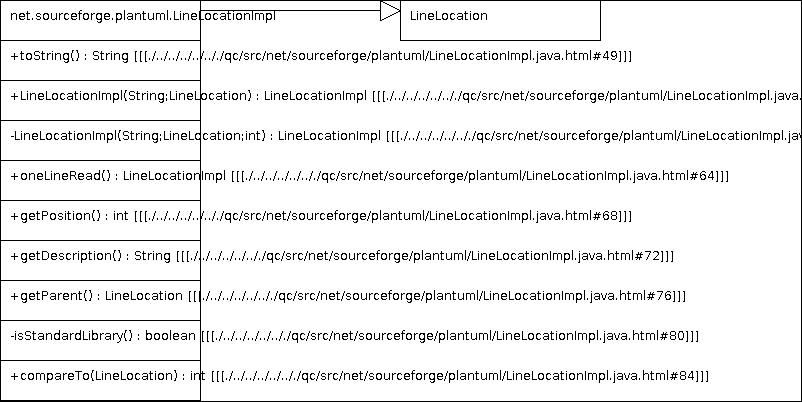 net.sourceforge.plantuml.LineLocationImpl
LineLocation
+toString() : String [[[./../../../../../../qc/src/net/sourceforge/plantuml/LineLocationImpl.java.html#49]]]
+LineLocationImpl(String;LineLocation) : LineLocationImpl [[[./../../../../../../qc/src/net/sourceforge/plantuml/LineLocationImpl.java.
-LineLocationImpl(String;LineLocation;int) : LineLocationImpl [[[./../../../../../../qc/src/net/sourceforge/plantuml/LineLocationImpl.jav
+oneLineRead() : LineLocationImpl [[[./../../../../../../qc/src/net/sourceforge/plantuml/LineLocationImpl.java.html#64]]]
+getPosition() : int [[[./../../../../../../qc/src/net/sourceforge/plantuml/LineLocationImpl.java.html#68]]]
+getDescription() : String [[[./../../../../../../qc/src/net/sourceforge/plantuml/LineLocationImpl.java.html#72]]]
+getParent() : LineLocation [[[./../../../../../../qc/src/net/sourceforge/plantuml/LineLocationImpl.java.html#76]]]
-isStandardLibrary() : boolean [[[./../../../../../../qc/src/net/sourceforge/plantuml/LineLocationImpl.java.html#80]]]
+compareTo(LineLocation) : int [[[./../../../../../../qc/src/net/sourceforge/plantuml/LineLocationImpl.java.html#84]]]